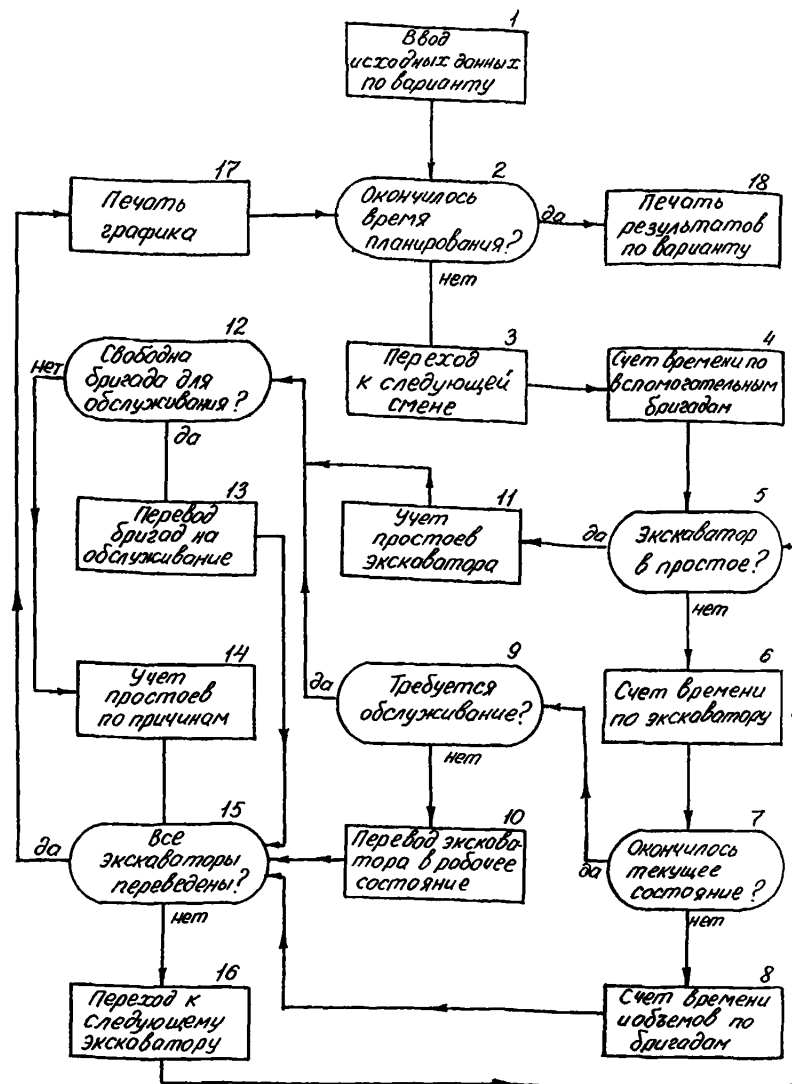 1
Ввод
исходных данных
по варианту
17
Печать
графика
2
Окончилось
время
планирования?
да
нет
18
Печать
результатов
по варианту
12
Свободна
бригада для
обслуживания?
нет
да
3
Переход
к следующей
смене
4
Счет времени по
вспомогательным
бригадам
13
Перевод
бригад на
обслуживание
11
Учет
простоев
экскаватора
5
Экскаватор
в простое?
да
нет
14
Учет
простоев
по причинам
9
Требуется
обслуживание?
да
нет
6
Счет времени
по экскаватору
15
Все
экскаваторы
переведены?
да
нет
10
Перевод экскава-
тора в рабочее
состояние
7
Окончилось
текущее
состояние?
да
нет
16
Переход к
следующему
экскаватору
8
Счет времени
и объемов по
бригадам